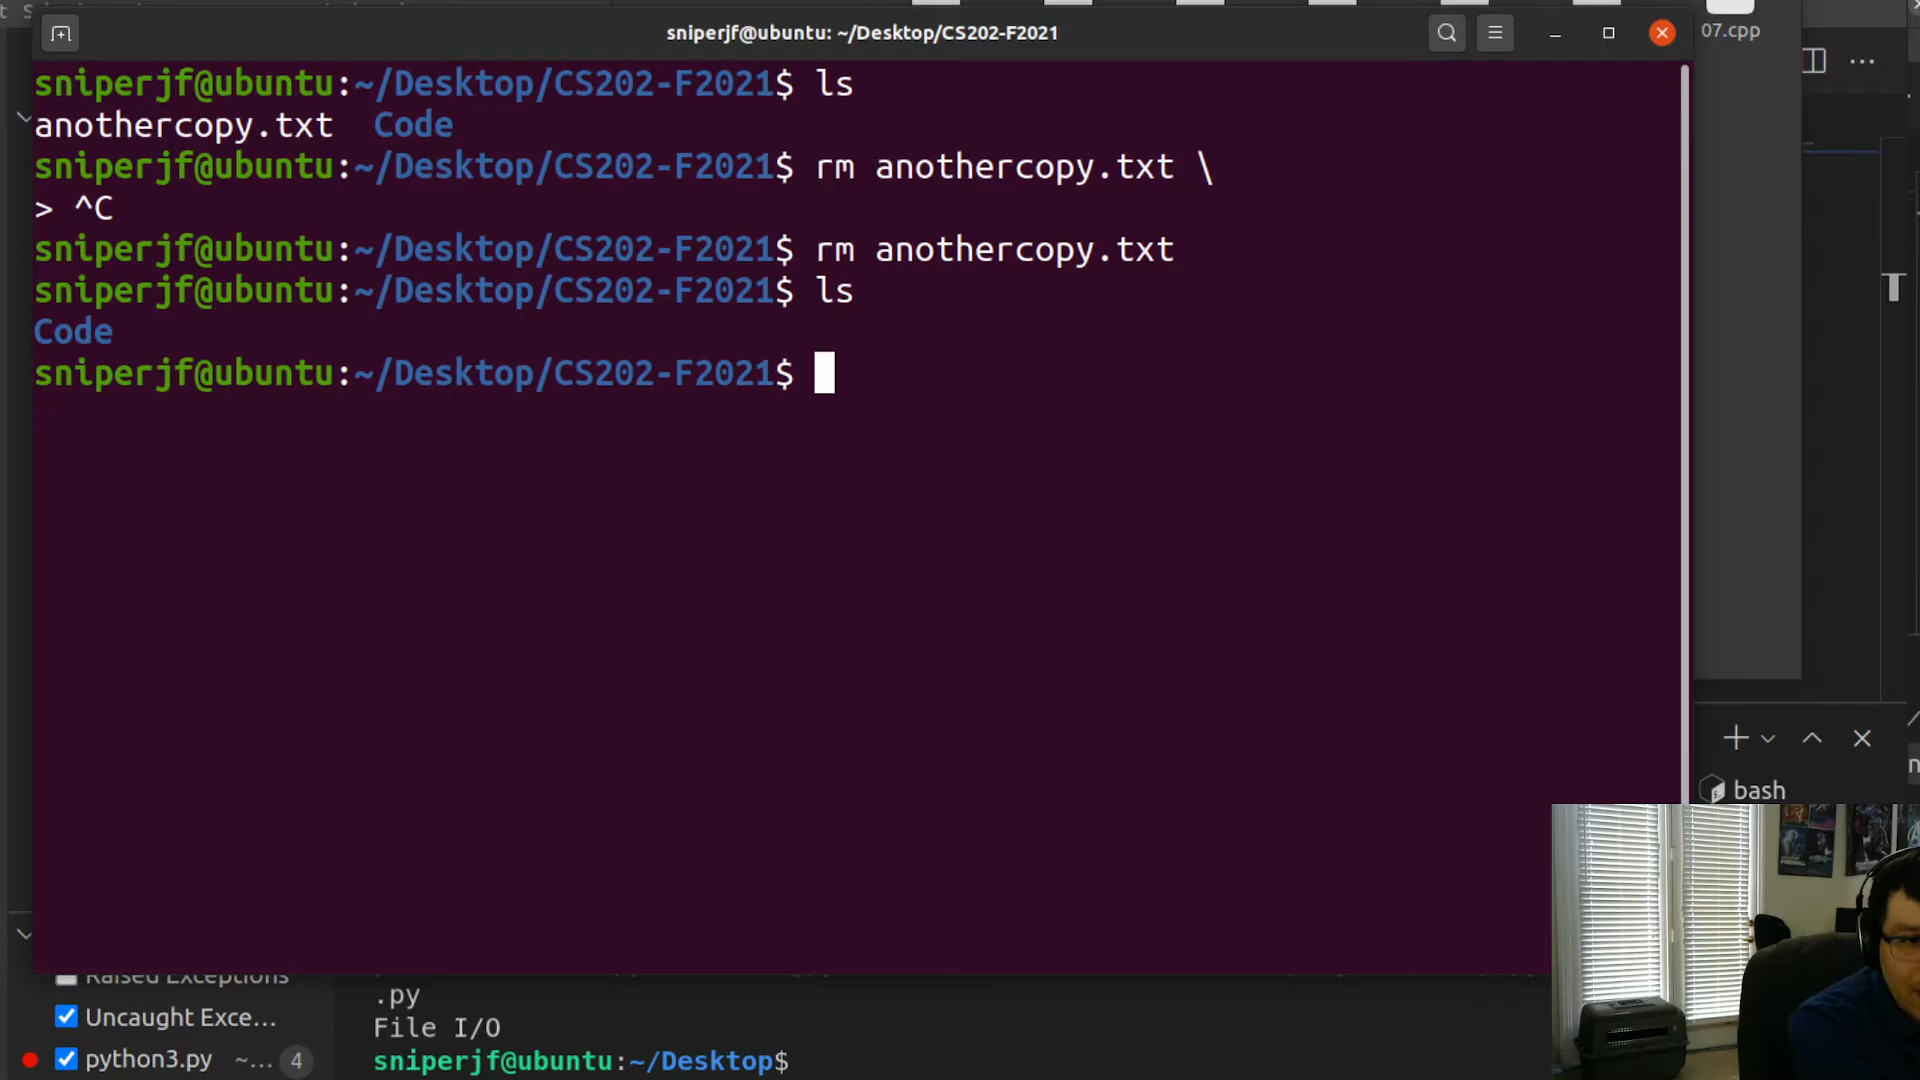 sniperjf@ubuntu: ~/Desktop/CS202-F2021
07.cpp
sniperjf@ubuntu:~/Desktop/CS202-F2021$ ls
anothercopy.txt  Code
sniperjf@ubuntu:~/Desktop/CS202-F2021$ rm anothercopy.txt \
> ^C
sniperjf@ubuntu:~/Desktop/CS202-F2021$ rm anothercopy.txt
sniperjf@ubuntu:~/Desktop/CS202-F2021$ ls
Code
sniperjf@ubuntu:~/Desktop/CS202-F2021$
bash
Raised Exceptions
Uncaught Exce...
python3.py ~... 4
.py
File I/O
sniperjf@ubuntu:~/Desktop$